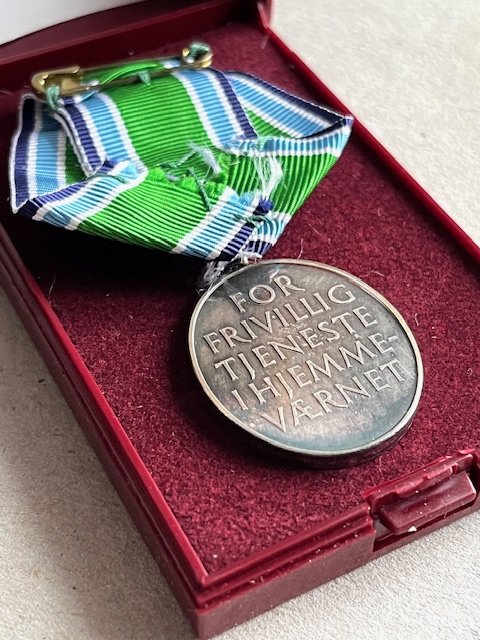 FOR
FRIVILLIG
TJENESTE
I HJEMME-
VÆRNET